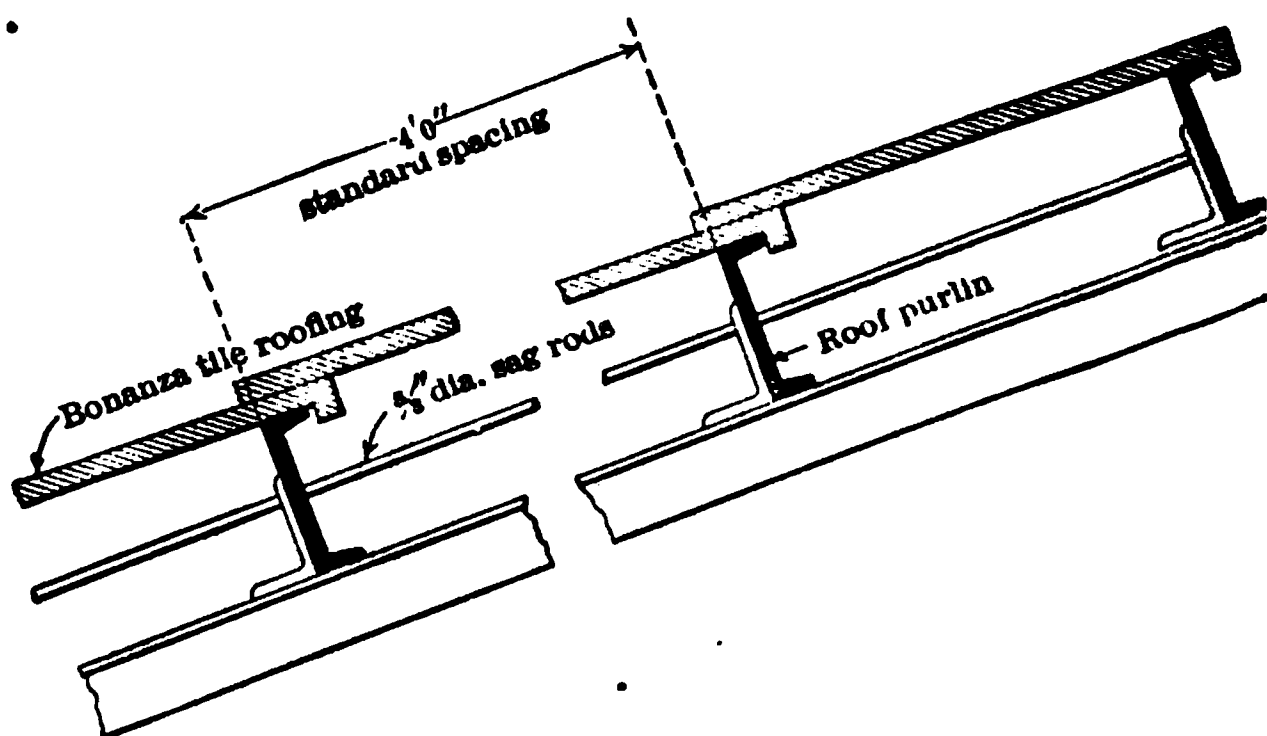 4'0"
standard spacing
Bonanza tile roofing
5/8" dia. sag rods
Roof purlin